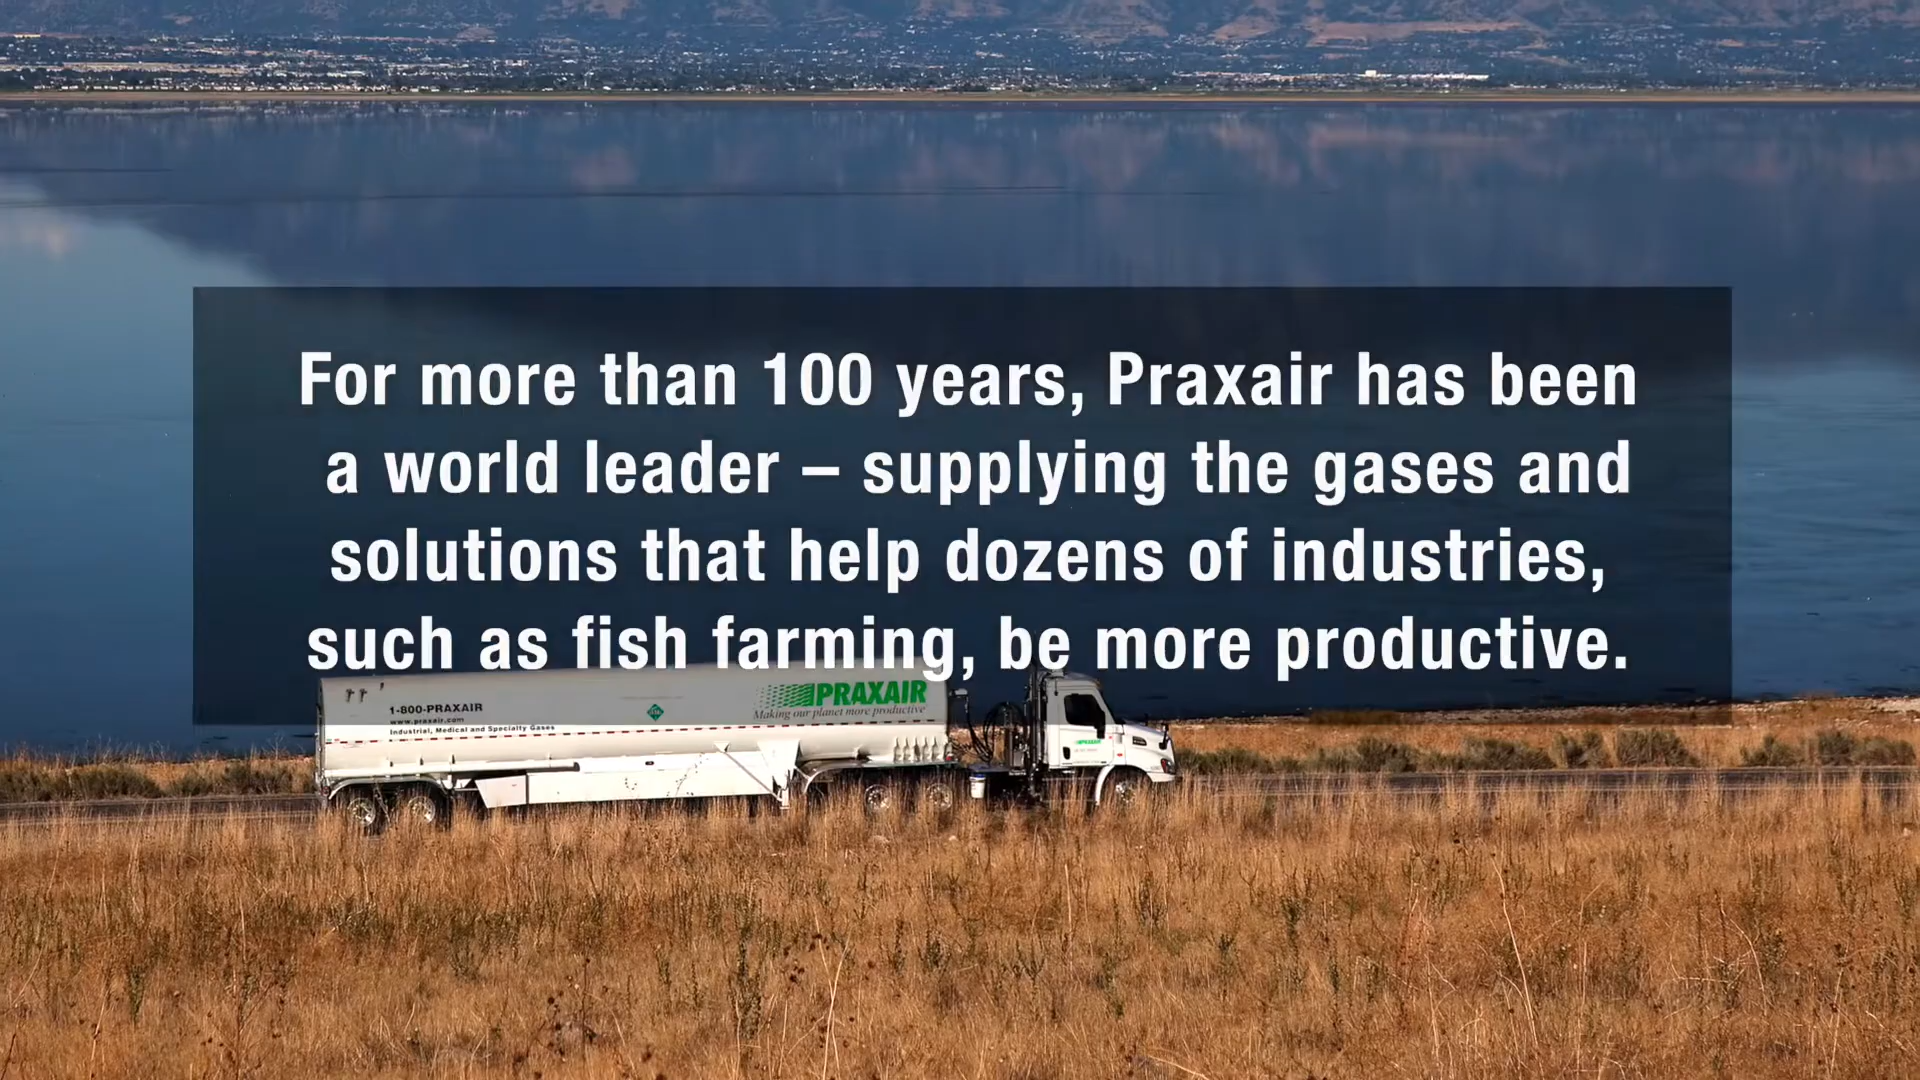 For more than 100 years, Praxair has been
a world leader – supplying the gases and
solutions that help dozens of industries,
such as fish farming, be more productive.
1-800-PRAXAIR
www.praxair.com
Industrial, Medical and Specialty Gases
PRAXAIR
Making our planet more productive
PRAXAIR